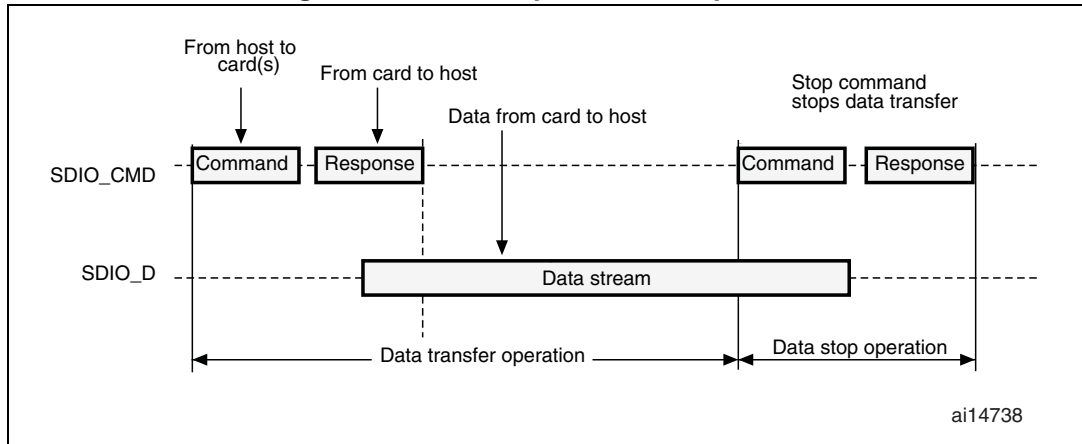 From host to
card(s)
From card to host
Data from card to host
Stop command
stops data transfer
SDIO_CMD
Command
Response
Command
Response
SDIO_D
Data stream
Data transfer operation
Data stop operation
ai14738